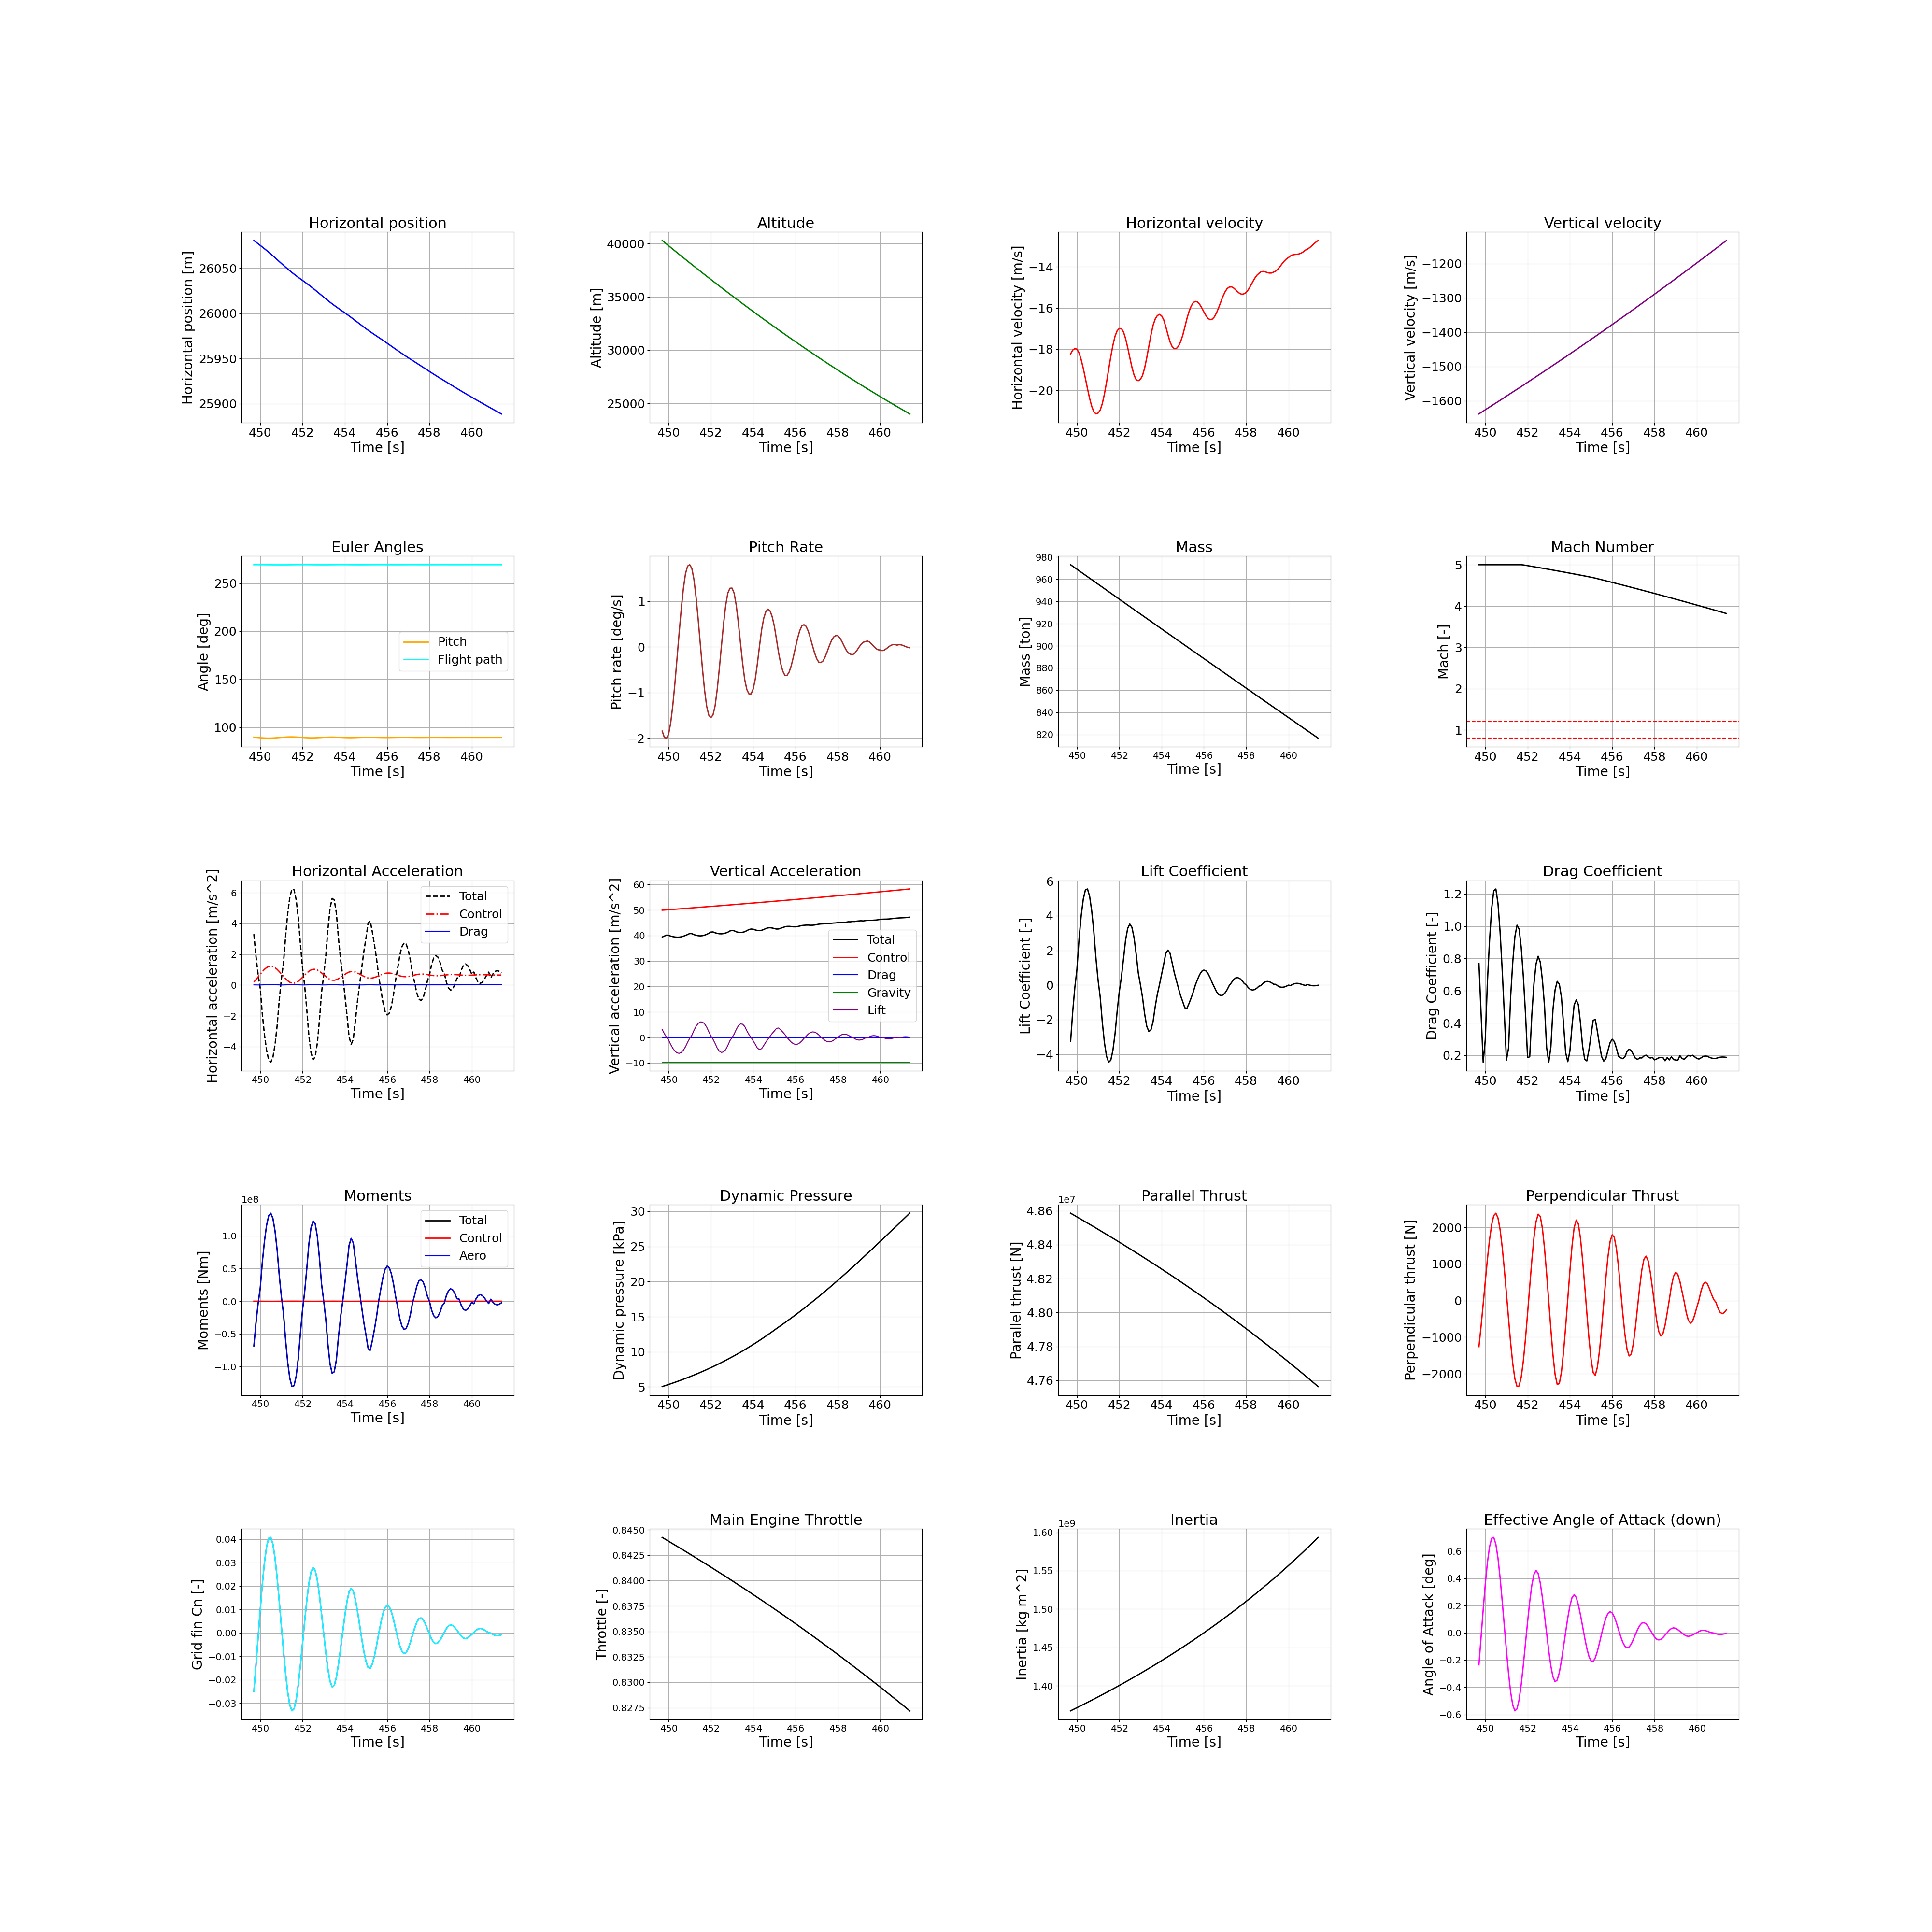 Horizontal position
Horizontal position [m]
26050
26000
25950
25900
450 452 454 456 458 460
Time [s]
Altitude
Altitude [m]
40000
35000
30000
25000
450 452 454 456 458 460
Time [s]
Horizontal velocity
Horizontal velocity [m/s]
−14
−16
−18
−20
450 452 454 456 458 460
Time [s]
Vertical velocity
Vertical velocity [m/s]
−1200
−1300
−1400
−1500
−1600
450 452 454 456 458 460
Time [s]
Euler Angles
Angle [deg]
250
200
150
100
Pitch
Flight path
450 452 454 456 458 460
Time [s]
Pitch Rate
Pitch rate [deg/s]
1
0
−1
−2
450 452 454 456 458 460
Time [s]
Mass
Mass [ton]
980
960
940
920
900
880
860
840
820
450 452 454 456 458 460
Time [s]
Mach Number
Mach [-]
5
4
3
2
1
450 452 454 456 458 460
Time [s]
Horizontal Acceleration
Horizontal acceleration [m/s^2]
6
4
2
0
−2
−4
Total
Control
Drag
450 452 454 456 458 460
Time [s]
Vertical Acceleration
Vertical acceleration [m/s^2]
60
50
40
30
20
10
0
−10
Total
Control
Drag
Gravity
Lift
450 452 454 456 458 460
Time [s]
Lift Coefficient
Lift Coefficient [-]
6
4
2
0
−2
−4
450 452 454 456 458 460
Time [s]
Drag Coefficient
Drag Coefficient [-]
1.2
1.0
0.8
0.6
0.4
0.2
450 452 454 456 458 460
Time [s]
Moments
1e8
Moments [Nm]
1.0
0.5
0.0
−0.5
−1.0
Total
Control
Aero
450 452 454 456 458 460
Time [s]
Dynamic Pressure
Dynamic pressure [kPa]
30
25
20
15
10
5
450 452 454 456 458 460
Time [s]
Parallel Thrust
1e7
Parallel thrust [N]
4.86
4.84
4.82
4.80
4.78
4.76
450 452 454 456 458 460
Time [s]
Perpendicular Thrust
Perpendicular thrust [N]
2000
1000
0
−1000
−2000
450 452 454 456 458 460
Time [s]
Grid fin Cn [-]
0.04
0.03
0.02
0.01
0.00
−0.01
−0.02
−0.03
450 452 454 456 458 460
Time [s]
Main Engine Throttle
Throttle [-]
0.8450
0.8425
0.8400
0.8375
0.8350
0.8325
0.8300
0.8275
450 452 454 456 458 460
Time [s]
Inertia
1e9
Inertia [kg m^2]
1.60
1.55
1.50
1.45
1.40
450 452 454 456 458 460
Time [s]
Effective Angle of Attack (down)
Angle of Attack [deg]
0.6
0.4
0.2
0.0
−0.2
−0.4
−0.6
450 452 454 456 458 460
Time [s]